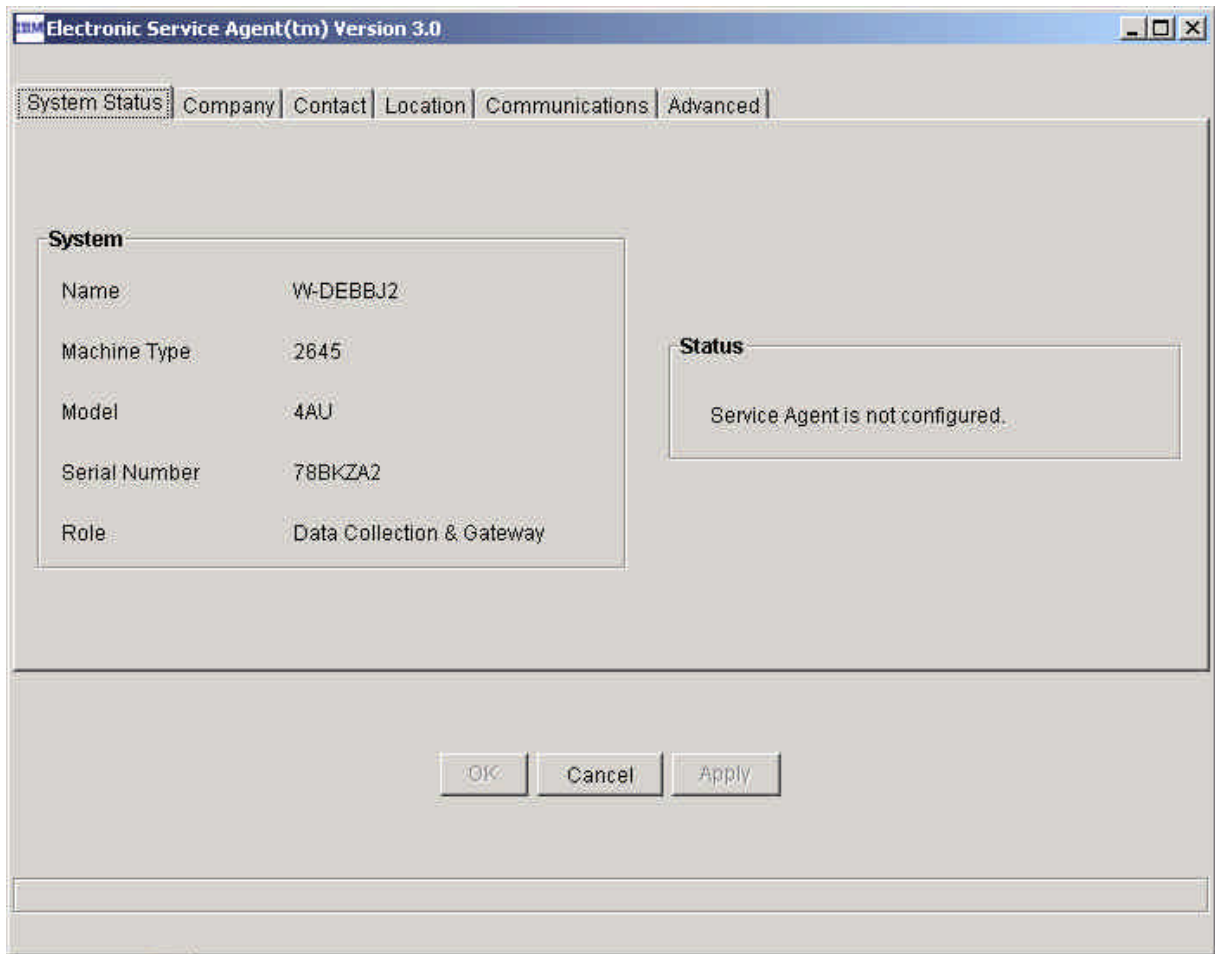 IBM Electronic Service Agent(tm) Version 3.0
System Status Company Contact Location Communications Advanced
System
Name W-DEBBJ2
Machine Type 2645
Model 4AU
Serial Number 78BKZA2
Role Data Collection & Gateway
Status
Service Agent is not configured.
OK Cancel Apply